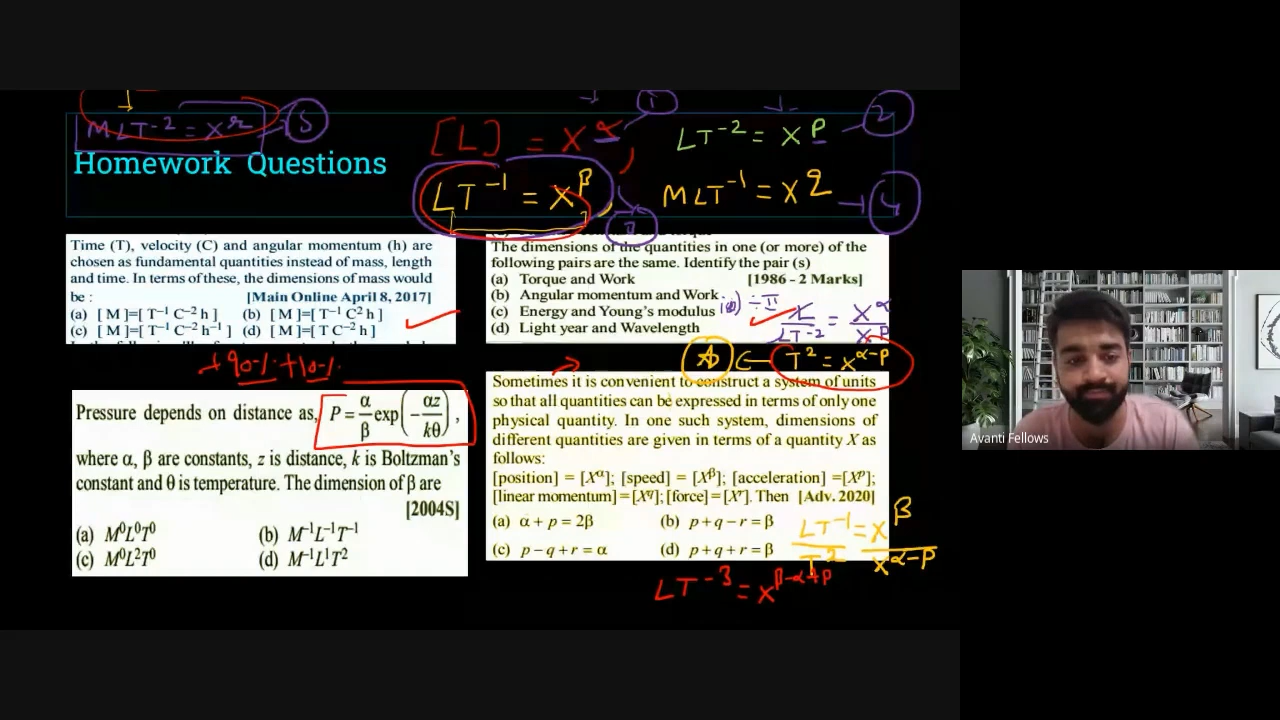 MLT⁻² = Xʳ 5
[L] = X^α 1
LT⁻² = X^p 2
Homework Questions
LT⁻¹ = X^β
MLT⁻¹ = X^q 4
Time (T), velocity (C) and angular momentum (h) are
chosen as fundamental quantities instead of mass, length
and time. In terms of these, the dimensions of mass would
be : [Main Online April 8, 2017]
(a) [ M ]=[ T⁻¹ C⁻² h ] (b) [ M ]=[ T⁻¹ C² h ]
(c) [ M ]=[ T⁻¹ C⁻² h⁻¹ ] (d) [ M ]=[ T C⁻² h ]
The dimensions of the quantities in one (or more) of the
following pairs are the same. Identify the pair (s)
(a) Torque and Work [1986 - 2 Marks]
(b) Angular momentum and Work
(c) Energy and Young's modulus
(d) Light year and Wavelength
L/LT⁻² = X^α/X^p
A ← T² = X^α-p
+90% +10%
Pressure depends on distance as, P = α/β exp(-αz/kθ),
where α, β are constants, z is distance, k is Boltzman's
constant and θ is temperature. The dimension of β are
[2004S]
(a) M⁰L⁰T⁰ (b) M⁻¹L⁻¹T⁻¹
(c) M⁰L²T⁰ (d) M⁻¹L¹T²
Sometimes it is convenient to construct a system of units
so that all quantities can be expressed in terms of only one
physical quantity. In one such system, dimensions of
different quantities are given in terms of a quantity X as
follows:
[position] = [X^α]; [speed] = [X^β]; [acceleration] =[X^p];
[linear momentum] = [X^q]; [force] = [X^r]. Then [Adv. 2020]
(a) α + p = 2β (b) p + q – r = β
(c) p – q + r = α (d) p + q + r = β
LT⁻¹/T² = X^β/X^α-p
LT⁻³ = X^β-α+p
Avanti Fellows